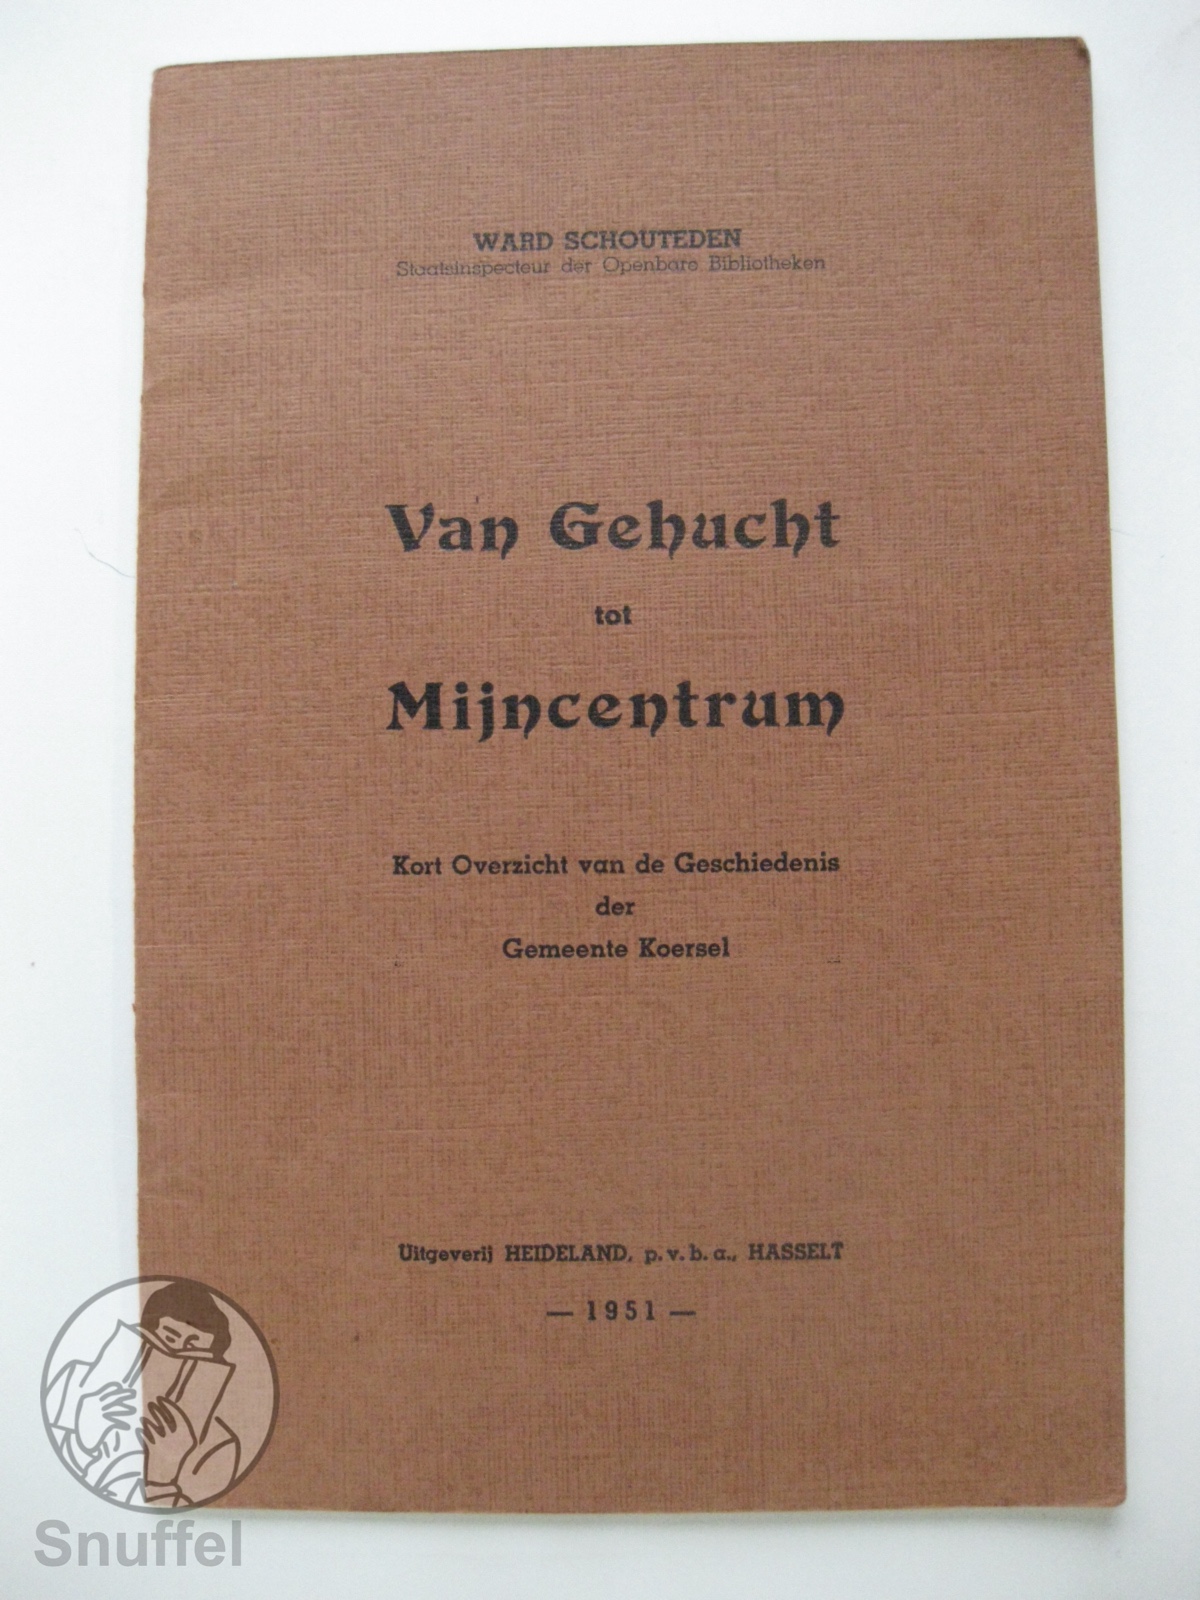 WARD SCHOUTEDEN
Staatsinspecteur der Openbare Bibliotheken
Van Gehucht
tot
Mijncentrum
Kort Overzicht van de Geschiedenis
der
Gemeente Koersel
Uitgeverij HEIDELAND, p.v.b.a., HASSELT
— 1951 —
Snuffel